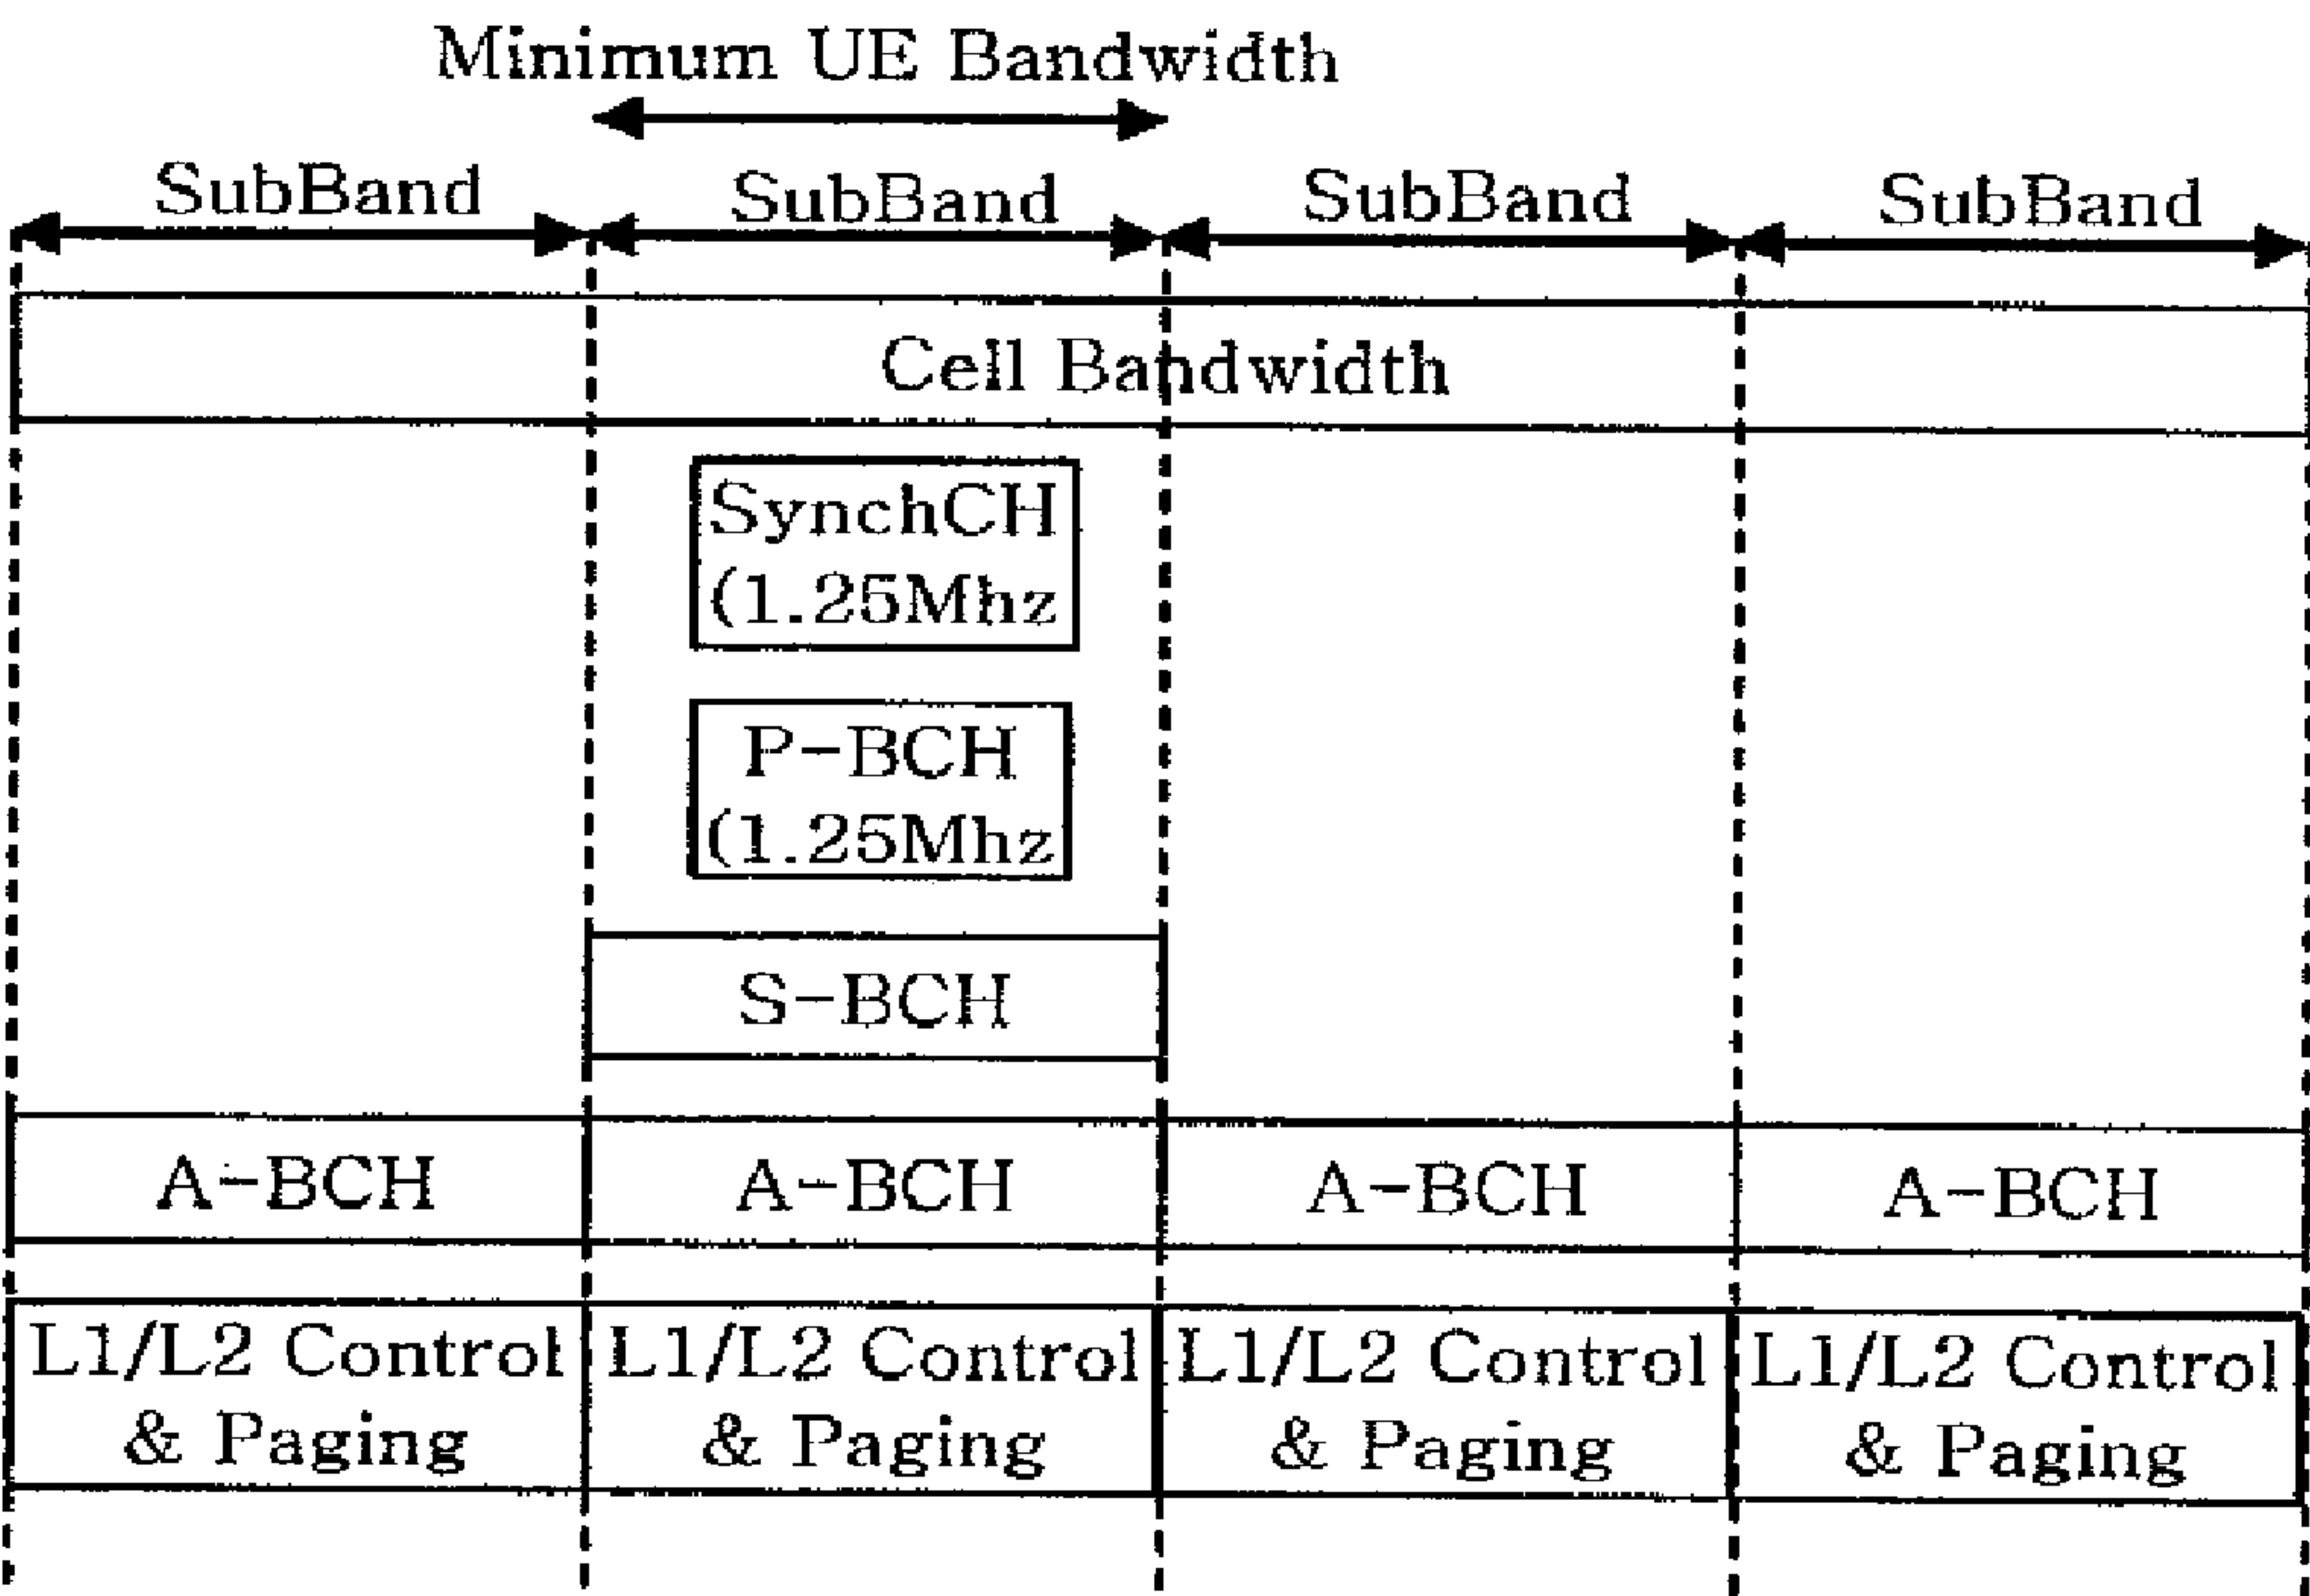 Minimum UE Bandwidth
SubBand SubBand SubBand SubBand
Cell Bandwidth
SynchCH
(1.25Mhz
P-BCH
(1.25Mhz
S-BCH
A-BCH A-BCH A-BCH A-BCH
L1/L2 Control L1/L2 Control L1/L2 Control L1/L2 Control
& Paging & Paging & Paging & Paging